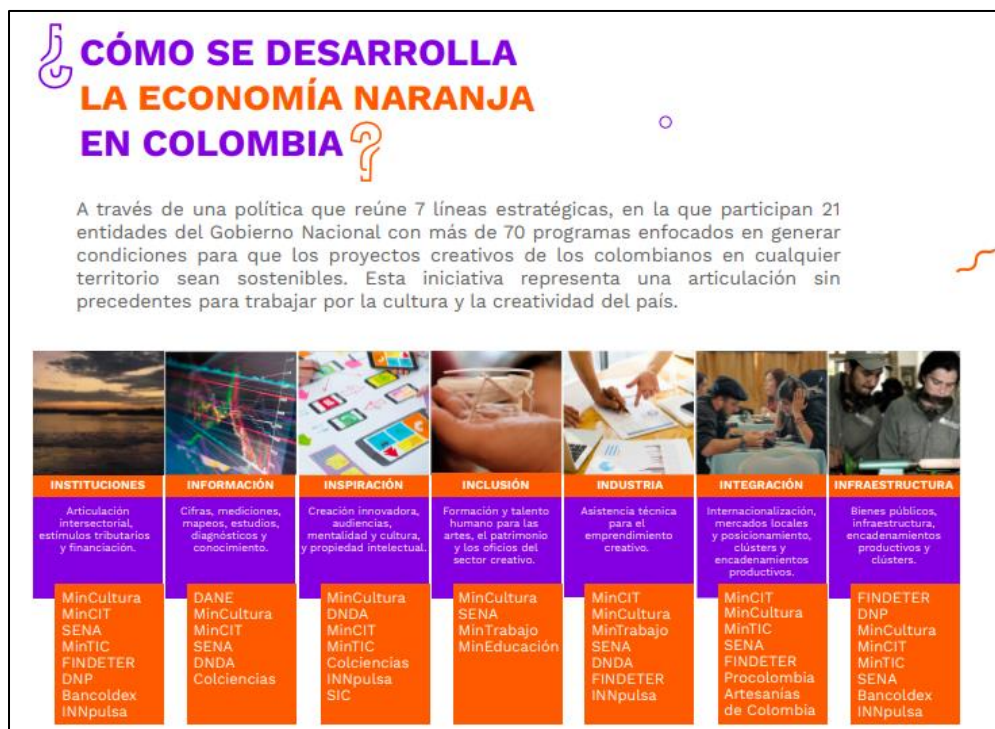 ¿CÓMO SE DESARROLLA
LA ECONOMÍA NARANJA
EN COLOMBIA?
A través de una política que reúne 7 líneas estratégicas, en la que participan 21
entidades del Gobierno Nacional con más de 70 programas enfocados en generar
condiciones para que los proyectos creativos de los colombianos en cualquier
territorio sean sostenibles. Esta iniciativa representa una articulación sin
precedentes para trabajar por la cultura y la creatividad del país.
INSTITUCIONES
Articulación
intersectorial,
estímulos tributarios
y financiación.
MinCultura
MinCIT
SENA
MinTIC
FINDETER
DNP
Bancoldex
INNpulsa
INFORMACIÓN
Cifras, mediciones,
mapeos, estudios,
diagnósticos y
conocimiento.
DANE
MinCultura
MinCIT
SENA
DNDA
Colciencias
INSPIRACIÓN
Creación innovadora,
audiencias,
mentalidad y cultura,
y propiedad intelectual.
MinCultura
DNDA
MinCIT
MinTIC
Colciencias
INNpulsa
SIC
INCLUSIÓN
Formación y talento
humano para las
artes, el patrimonio
y los oficios del
sector creativo.
MinCultura
SENA
MinTrabajo
MinEducación
INDUSTRIA
Asistencia técnica
para el
emprendimiento
creativo.
MinCIT
MinCultura
MinTrabajo
SENA
DNDA
FINDETER
INNpulsa
INTEGRACIÓN
Internacionalización,
mercados locales
y posicionamiento,
clústers y
encadenamientos
productivos.
MinCIT
MinCultura
MinTIC
SENA
FINDETER
Procolombia
Artesanías
de Colombia
INFRAESTRUCTURA
Bienes públicos,
infraestructura,
encadenamientos
productivos y
clústers.
FINDETER
DNP
MinCultura
MinCIT
MinTIC
SENA
Bancoldex
INNpulsa